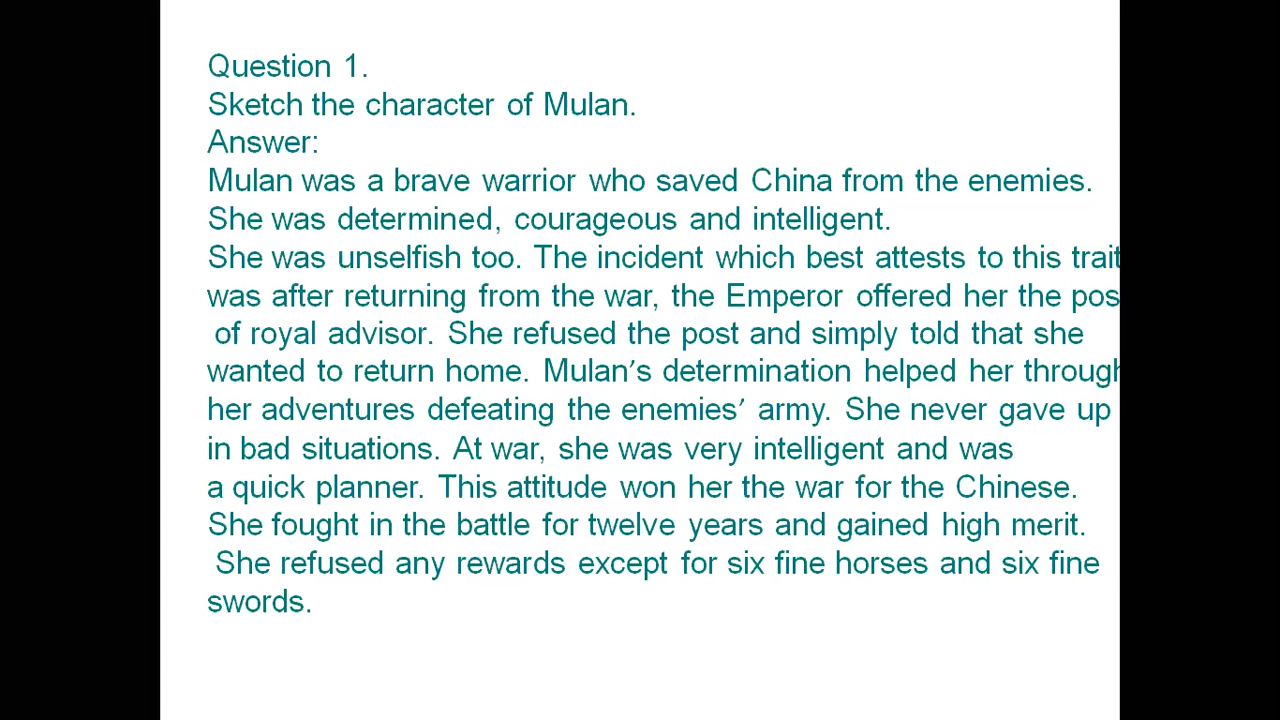 Question 1.
Sketch the character of Mulan.
Answer:
Mulan was a brave warrior who saved China from the enemies.
She was determined, courageous and intelligent.
She was unselfish too. The incident which best attests to this trait
was after returning from the war, the Emperor offered her the pos
of royal advisor. She refused the post and simply told that she
wanted to return home. Mulan’s determination helped her through
her adventures defeating the enemies’ army. She never gave up
in bad situations. At war, she was very intelligent and was
a quick planner. This attitude won her the war for the Chinese.
She fought in the battle for twelve years and gained high merit.
She refused any rewards except for six fine horses and six fine
swords.